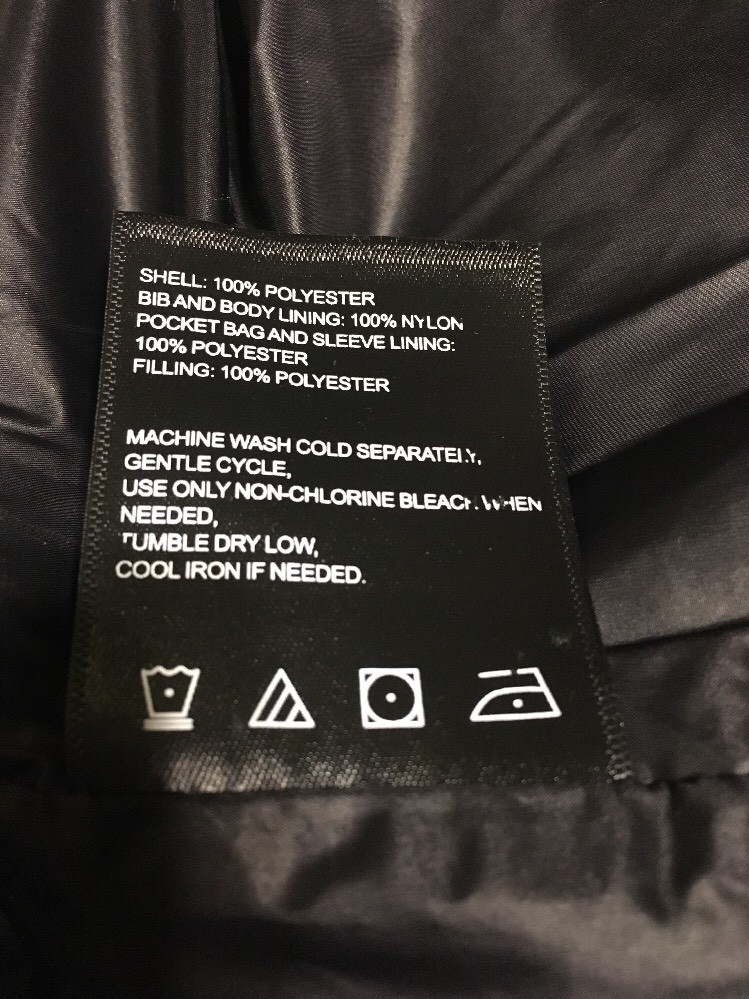 SHELL: 100% POLYESTER
BIB AND BODY LINING: 100% NYLON
POCKET BAG AND SLEEVE LINING:
100% POLYESTER
FILLING: 100% POLYESTER
MACHINE WASH COLD SEPARATELY,
GENTLE CYCLE,
USE ONLY NON-CHLORINE BLEACH WHEN
NEEDED,
TUMBLE DRY LOW,
COOL IRON IF NEEDED.